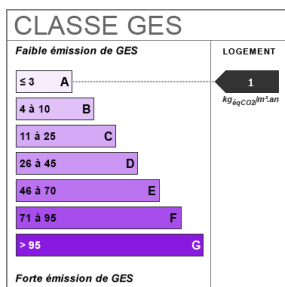 CLASSE GES
Faible émission de GES
LOGEMENT
≤ 3 A
1
kgéqCO2/m².an
4 à 10 B
11 à 25 C
26 à 45 D
46 à 70 E
71 à 95 F
> 95 G
Forte émission de GES